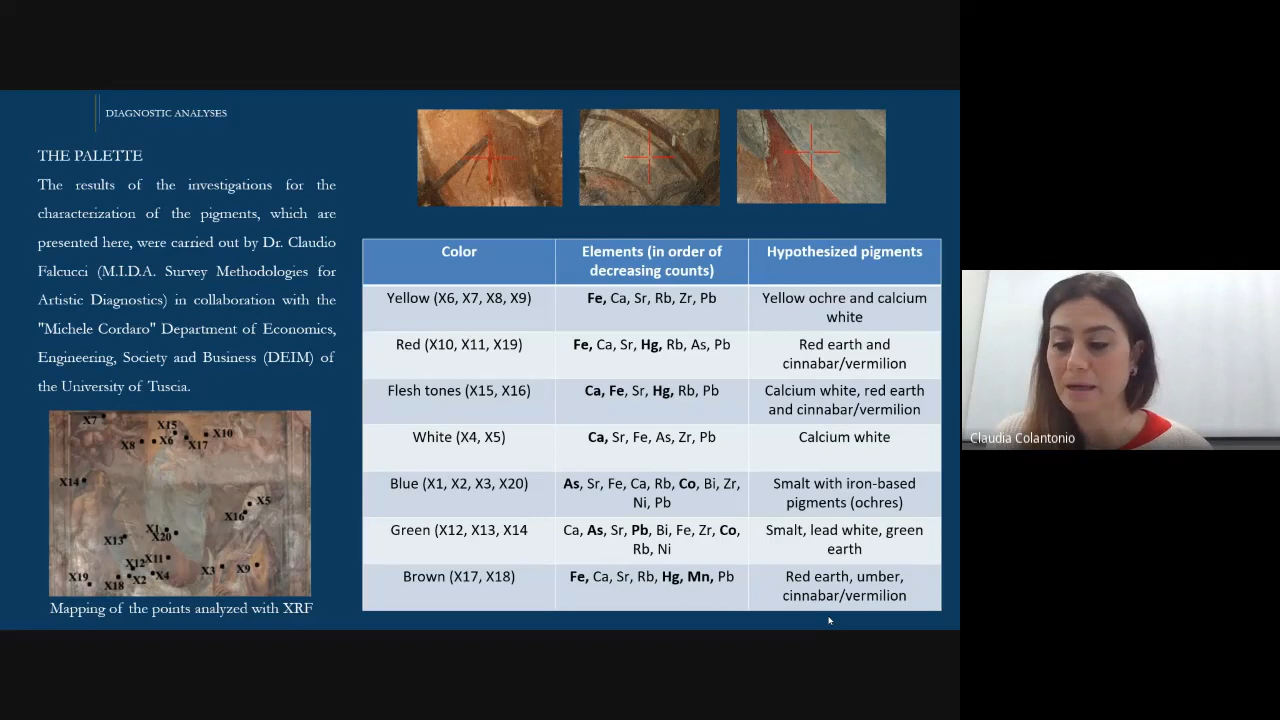 DIAGNOSTIC ANALYSES
THE PALETTE
The results of the investigations for the
characterization of the pigments, which are
presented here, were carried out by Dr. Claudio
Falcucci (M.I.D.A. Survey Methodologies for
Artistic Diagnostics) in collaboration with the
"Michele Cordaro" Department of Economics,
Engineering, Society and Business (DEIM) of
the University of Tuscia.
X7
X15
X8
X6
X17
X10
X14
X5
X16
X1
X20
X13
X12
X11
X19
X18
X2
X4
X3
X9
Mapping of the points analyzed with XRF
Color
Elements (in order of
decreasing counts)
Hypothesized pigments
Yellow (X6, X7, X8, X9)
Fe, Ca, Sr, Rb, Zr, Pb
Yellow ochre and calcium
white
Red (X10, X11, X19)
Fe, Ca, Sr, Hg, Rb, As, Pb
Red earth and
cinnabar/vermilion
Flesh tones (X15, X16)
Ca, Fe, Sr, Hg, Rb, Pb
Calcium white, red earth
and cinnabar/vermilion
White (X4, X5)
Ca, Sr, Fe, As, Zr, Pb
Calcium white
Blue (X1, X2, X3, X20)
As, Sr, Fe, Ca, Rb, Co, Bi, Zr,
Ni, Pb
Smalt with iron-based
pigments (ochres)
Green (X12, X13, X14
Ca, As, Sr, Pb, Bi, Fe, Zr, Co,
Rb, Ni
Smalt, lead white, green
earth
Brown (X17, X18)
Fe, Ca, Sr, Rb, Hg, Mn, Pb
Red earth, umber,
cinnabar/vermilion
Claudia Colantonio